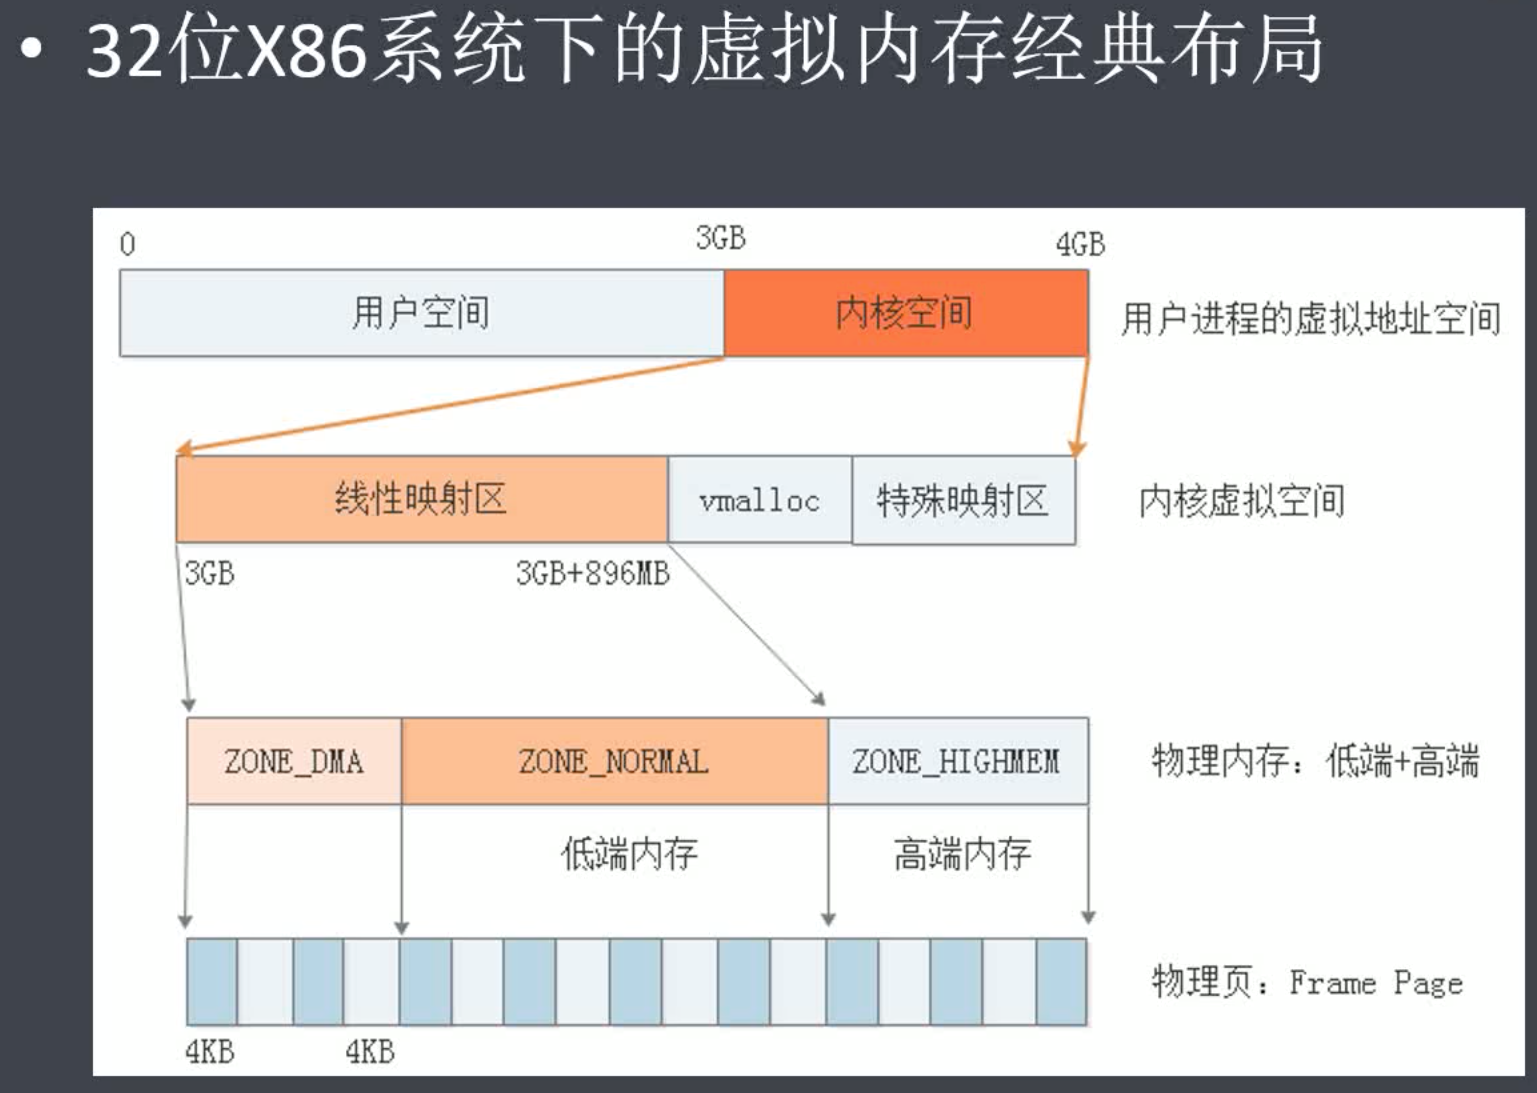 • 32位X86系统下的虚拟内存经典布局
0 3GB 4GB
用户空间 内核空间 用户进程的虚拟地址空间
线性映射区 vmalloc 特殊映射区 内核虚拟空间
3GB 3GB+896MB
ZONE_DMA ZONE_NORMAL ZONE_HIGHMEM 物理内存：低端+高端
低端内存 高端内存
物理页：Frame Page
4KB 4KB